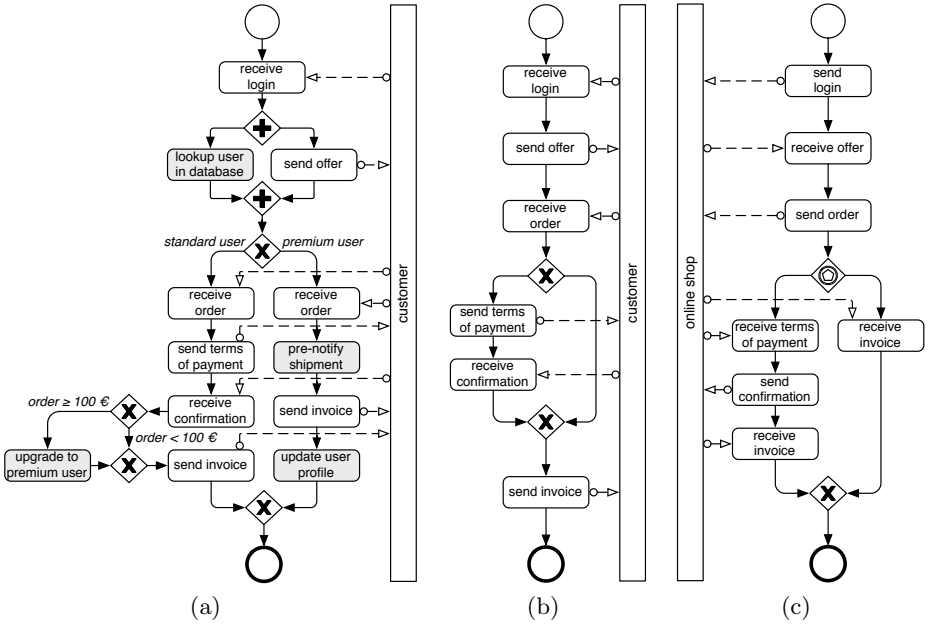 receive
login
lookup user
in database
send offer
standard user
premium user
receive
order
receive
order
send terms
of payment
pre-notify
shipment
order ≥ 100 €
receive
confirmation
send invoice
order < 100 €
upgrade to
premium user
send invoice
update user
profile
customer
(a)
receive
login
send offer
receive
order
send terms
of payment
receive
confirmation
send invoice
customer
(b)
online shop
send
login
receive offer
send order
receive terms
of payment
receive
invoice
send
confirmation
receive
invoice
(c)